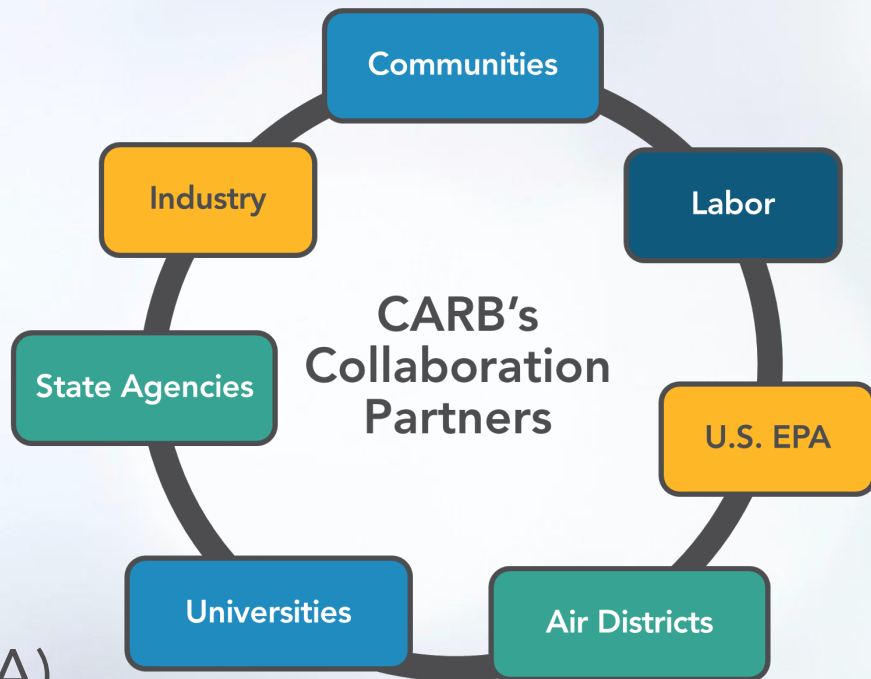 Communities
Industry
Labor
CARB's
Collaboration
Partners
State Agencies
U.S. EPA
Universities
Air Districts
A)